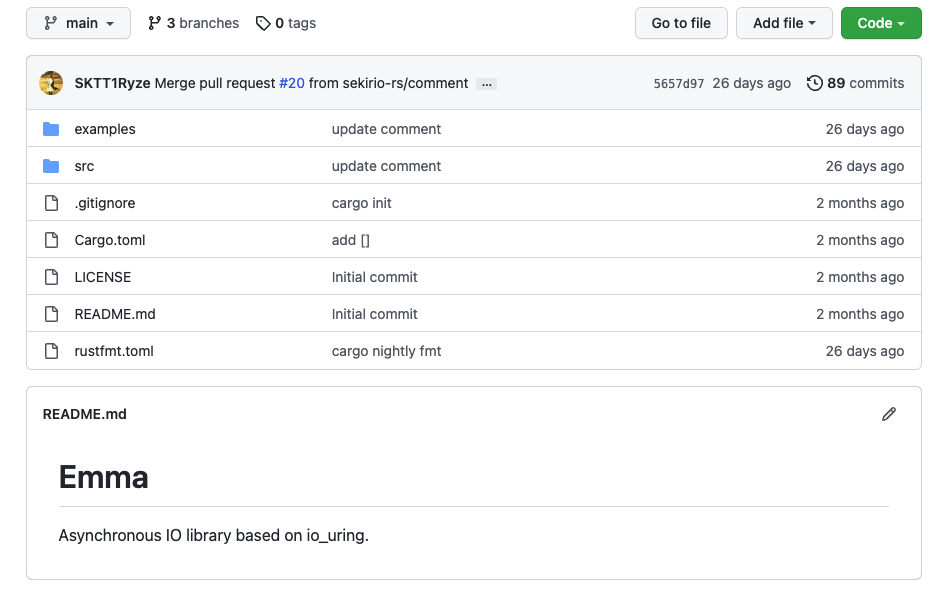 main 3 branches 0 tags Go to file Add file Code
SKTT1Ryze Merge pull request #20 from sekirio-rs/comment ... 5657d97 26 days ago 89 commits
examples update comment 26 days ago
src update comment 26 days ago
.gitignore cargo init 2 months ago
Cargo.toml add [] 2 months ago
LICENSE Initial commit 2 months ago
README.md Initial commit 2 months ago
rustfmt.toml cargo nightly fmt 26 days ago
README.md
Emma
Asynchronous IO library based on io_uring.